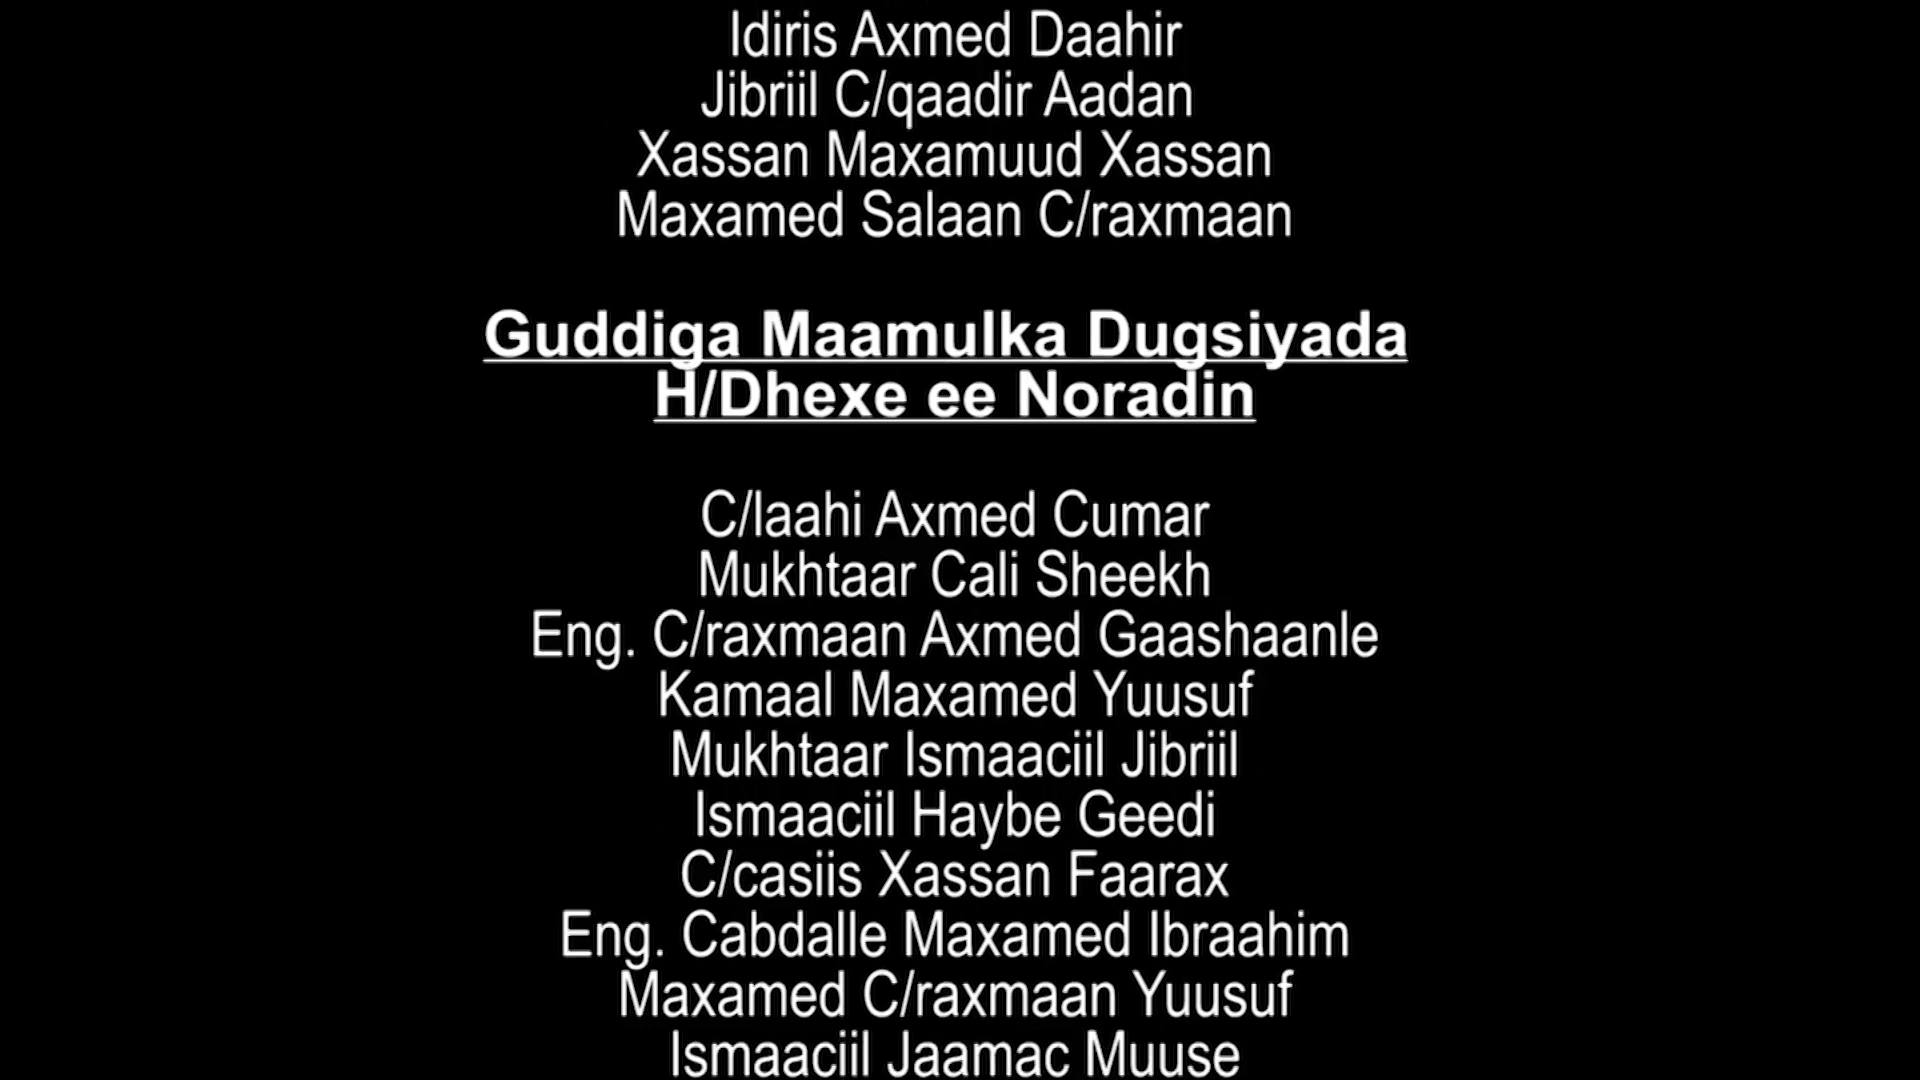 Idiris Axmed Daahir
Jibriil C/qaadir Aadan
Xassan Maxamuud Xassan
Maxamed Salaan C/raxmaan
Guddiga Maamulka Dugsiyada
H/Dhexe ee Noradin
C/laahi Axmed Cumar
Mukhtaar Cali Sheekh
Eng. C/raxmaan Axmed Gaashaanle
Kamaal Maxamed Yuusuf
Mukhtaar Ismaaciil Jibriil
Ismaaciil Haybe Geedi
C/casiis Xassan Faarax
Eng. Cabdalle Maxamed Ibraahim
Maxamed C/raxmaan Yuusuf
Ismaaciil Jaamac Muuse